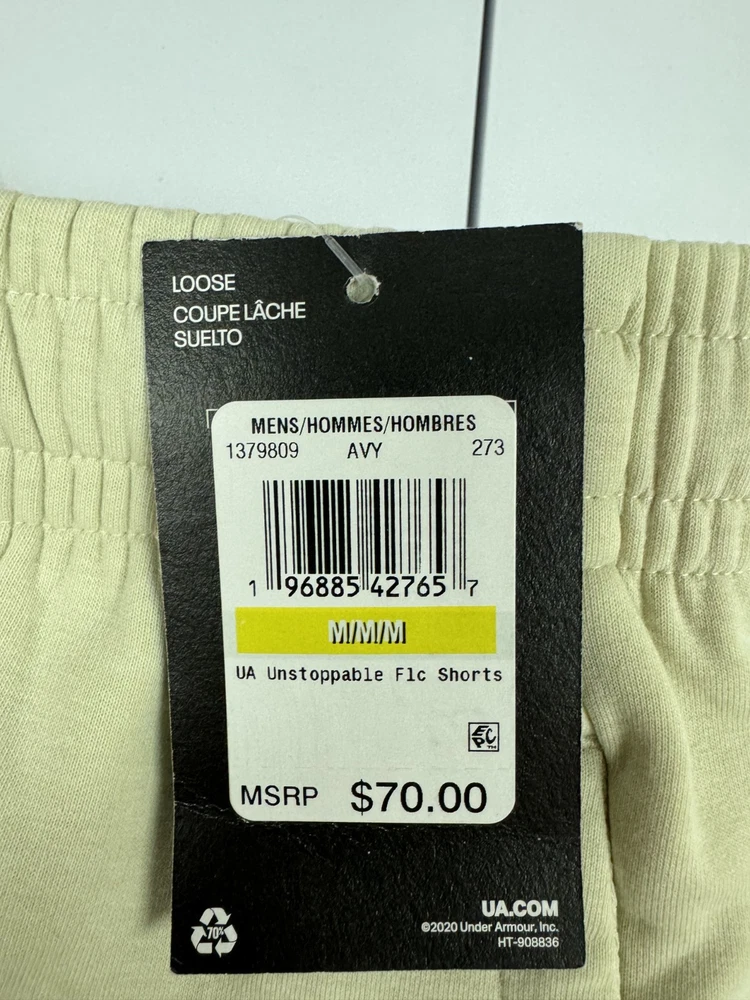 LOOSE
COUPE LÂCHE
SUELTO
MENS/HOMMES/HOMBRES
1379809 AVY 273
1 96885 42765 7
M/M/M
UA Unstoppable Flc Shorts
EPC™
MSRP $70.00
70%
UA.COM
©2020 Under Armour, Inc.
HT-908836